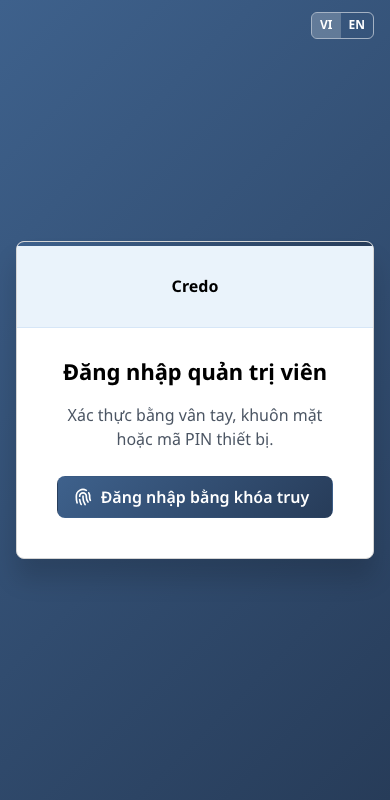 VI EN
Credo
Đăng nhập quản trị viên
Xác thực bằng vân tay, khuôn mặt
hoặc mã PIN thiết bị.
Đăng nhập bằng khóa truy